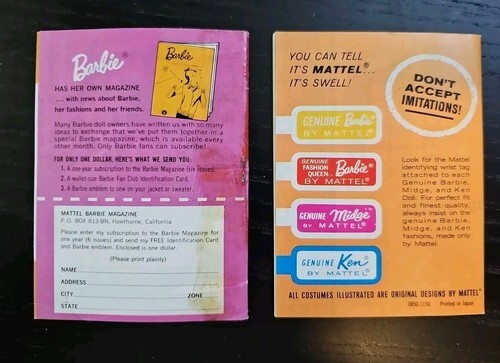 Barbie®
Barbie
HAS HER OWN MAGAZINE
... with news about Barbie,
her fashions and her friends.
Many Barbie doll owners have written us with so many
ideas to exchange that we've put them together in a
special Barbie magazine, which is available every
other month. Only Barbie fans can subscribe!
FOR ONLY ONE DOLLAR, HERE'S WHAT WE SEND YOU:
1. A one-year subscription to the Barbie Magazine (six issues).
2. A wallet-size Barbie Fan Club Identification Card.
3. A Barbie emblem to sew on your jacket or sweater.
MATTEL BARBIE MAGAZINE
P.O. BOX 813 BN, Hawthorne, California
Please enter my subscription to the Barbie Magazine for
one year (6 issues) and send my FREE Identification Card
and Barbie emblem. Enclosed is one dollar.
(Please print plainly)
NAME
ADDRESS
CITY ZONE
STATE
YOU CAN TELL
IT'S MATTEL®...
IT'S SWELL!
DON'T
ACCEPT
IMITATIONS!
GENUINE Barbie®
BY MATTEL
GENUINE
FASHION
QUEEN Barbie®
BY MATTEL
GENUINE Midge™
BY MATTEL
GENUINE Ken®
BY MATTEL
Look for the Mattel
identifying wrist tag
attached to each
Genuine Barbie,
Midge, and Ken
Doll. For perfect fit
and finest quality,
always insist on the
genuine Barbie,
Midge, and Ken
fashions, made only
by Mattel.
ALL COSTUMES ILLUSTRATED ARE ORIGINAL DESIGNS BY MATTEL®
0850-1150 Printed in Japan